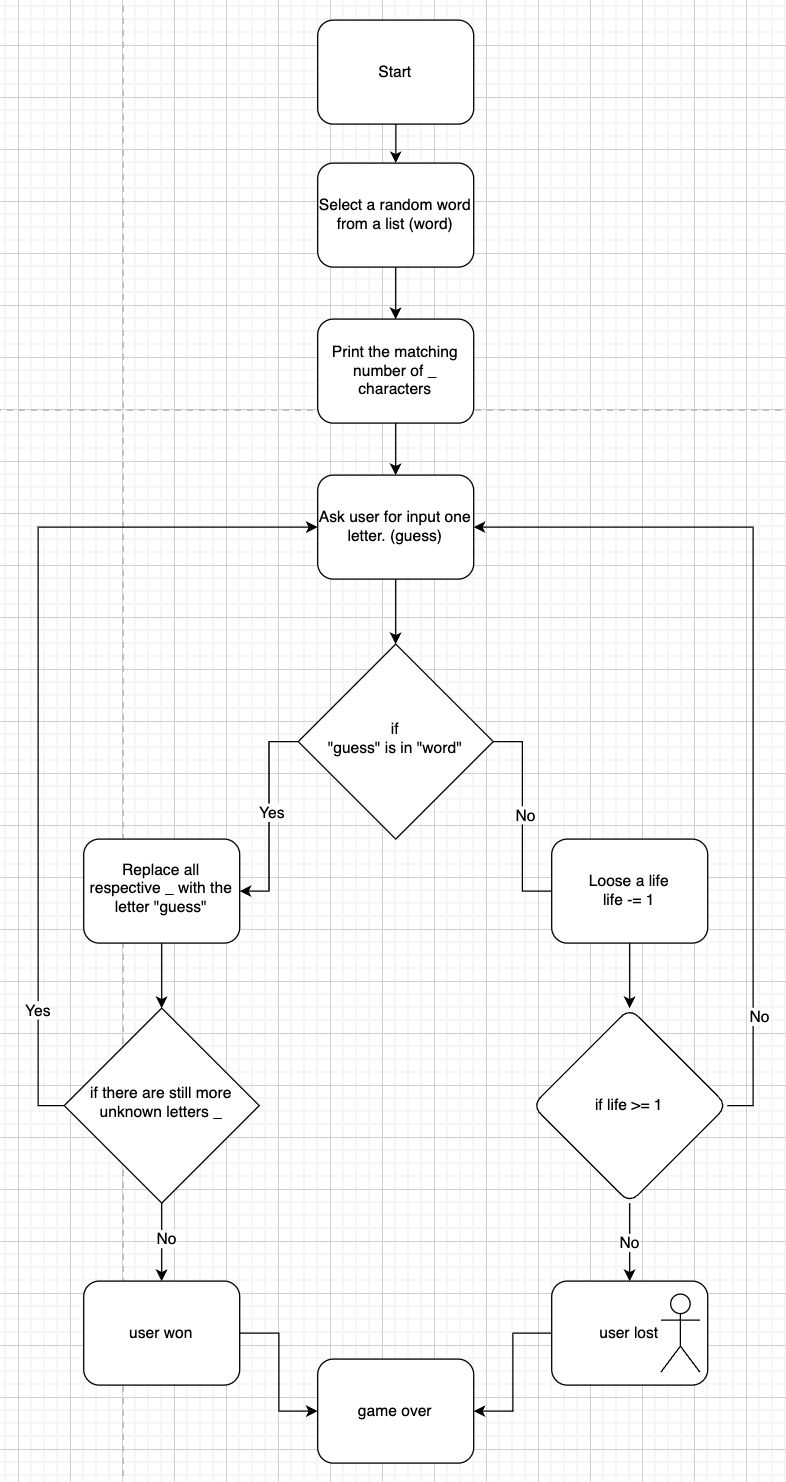 Start
Select a random word
from a list (word)
Print the matching
number of _
characters
Ask user for input one
letter. (guess)
if
"guess" is in "word"
Yes
No
Replace all
respective _ with the
letter "guess"
Loose a life
life -= 1
Yes
No
if there are still more
unknown letters _
if life >= 1
No
No
user won
user lost
game over